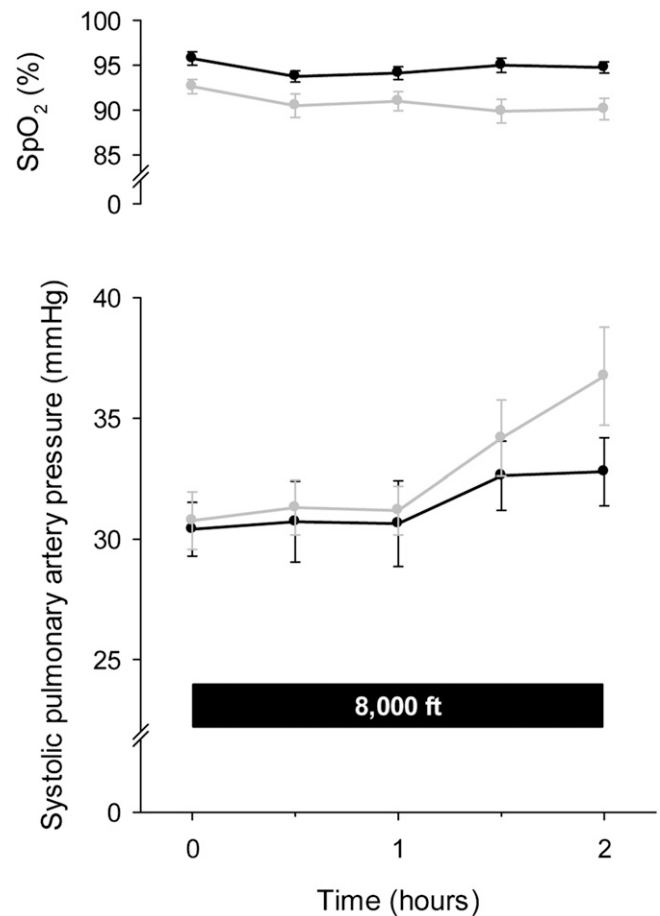 100
95
90
85
0
SpO₂ (%)
40
35
30
25
0
Systolic pulmonary artery pressure (mmHg)
8,000 ft
0 1 2
Time (hours)